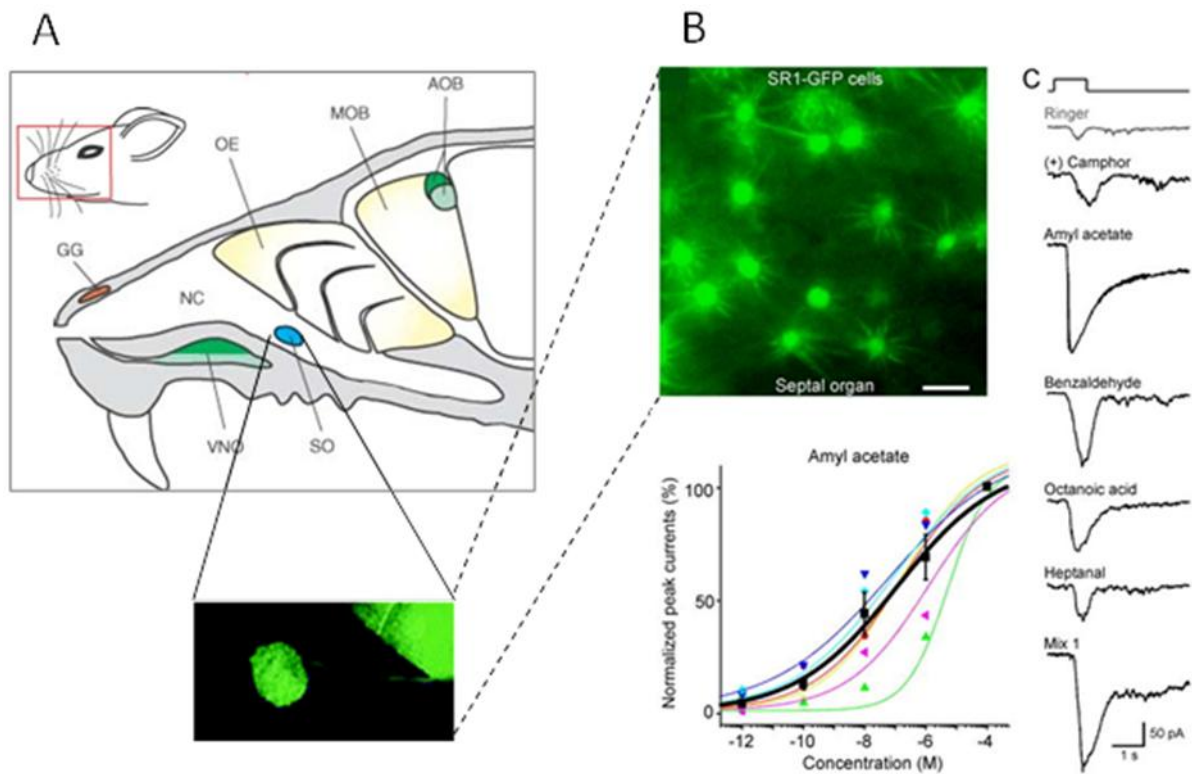 A
B
AOB
MOB
OE
GG
NC
VNO
SO
SR1-GFP cells
Septal organ
C
Ringer
(+) Camphor
Amyl acetate
Benzaldehyde
Octanoic acid
Heptanal
Mix 1
50 pA
1 s
Amyl acetate
Normalized peak currents (%)
100
50
0
-12 -10 -8 -6 -4
Concentration (M)